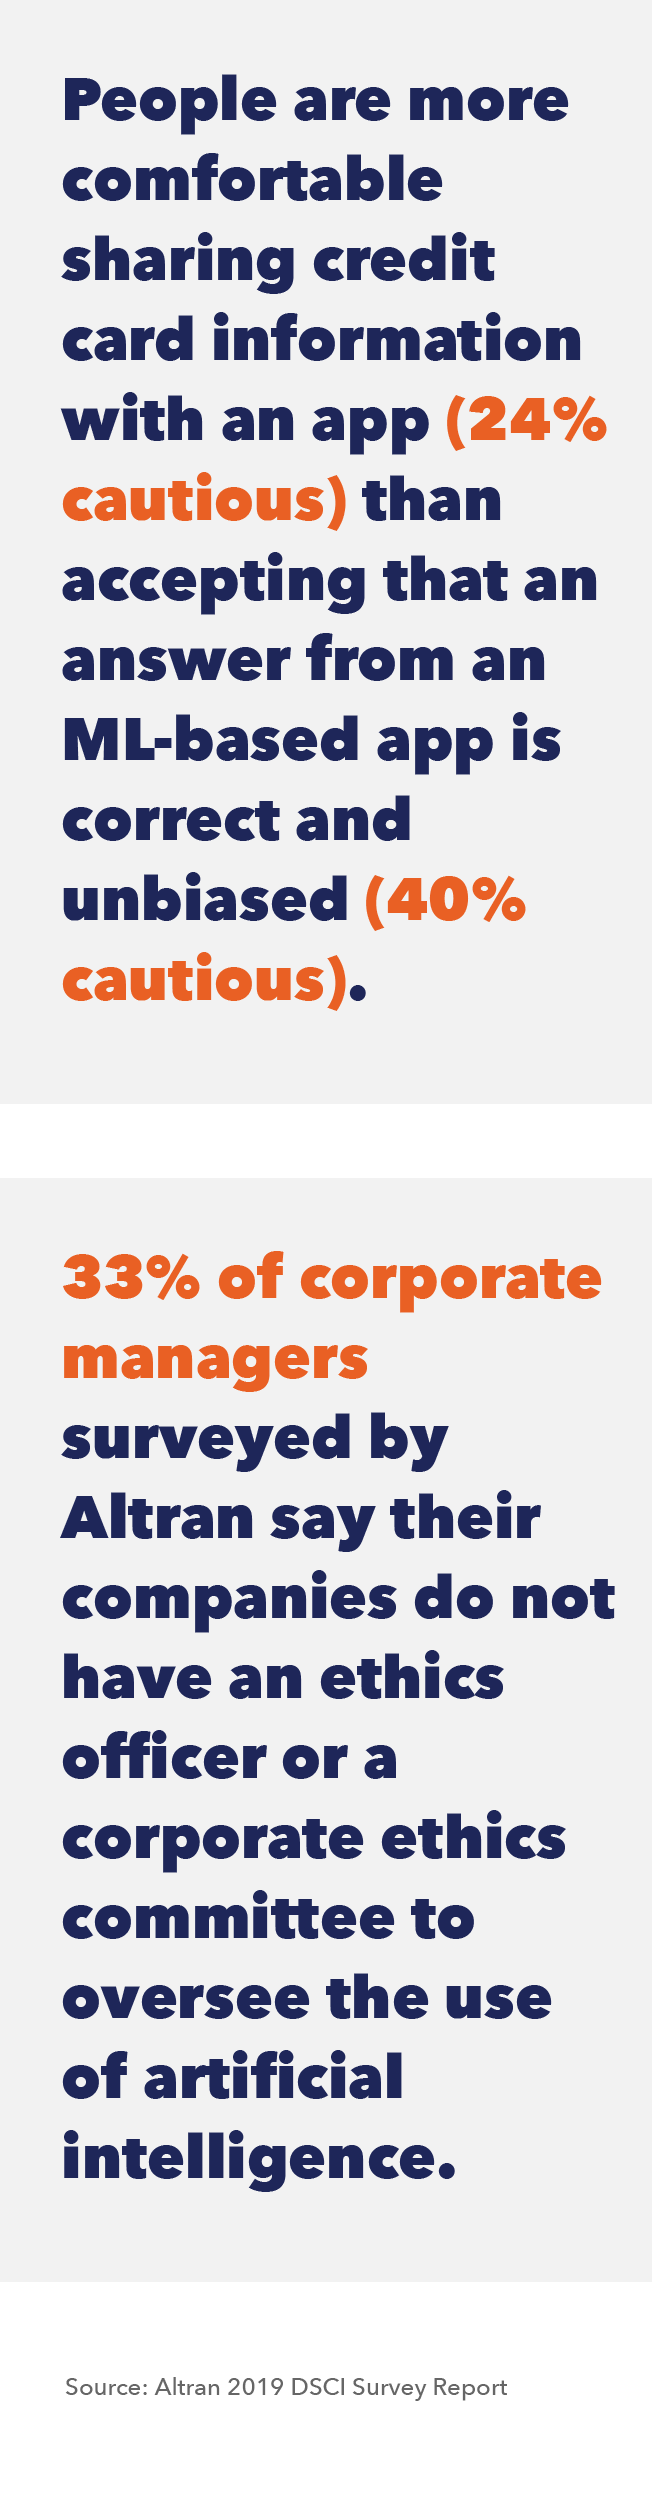 People are more
comfortable
sharing credit
card information
with an app (24%
cautious) than
accepting that an
answer from an
ML-based app is
correct and
unbiased (40%
cautious).
33% of corporate
managers
surveyed by
Altran say their
companies do not
have an ethics
officer or a
corporate ethics
committee to
oversee the use
of artificial
intelligence.
Source: Altran 2019 DSCI Survey Report